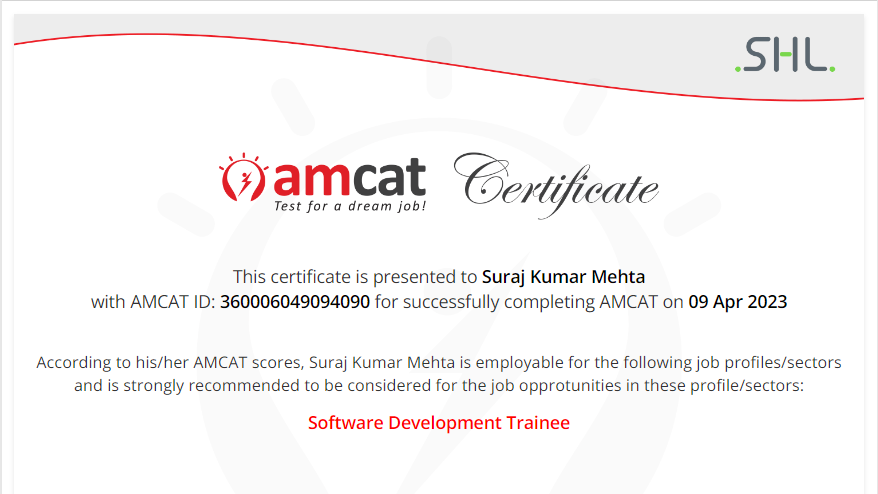 .SHL.
amcat Certificate
Test for a dream job!
This certificate is presented to Suraj Kumar Mehta
with AMCAT ID: 360006049094090 for successfully completing AMCAT on 09 Apr 2023
According to his/her AMCAT scores, Suraj Kumar Mehta is employable for the following job profiles/sectors
and is strongly recommended to be considered for the job opprotunities in these profile/sectors:
Software Development Trainee